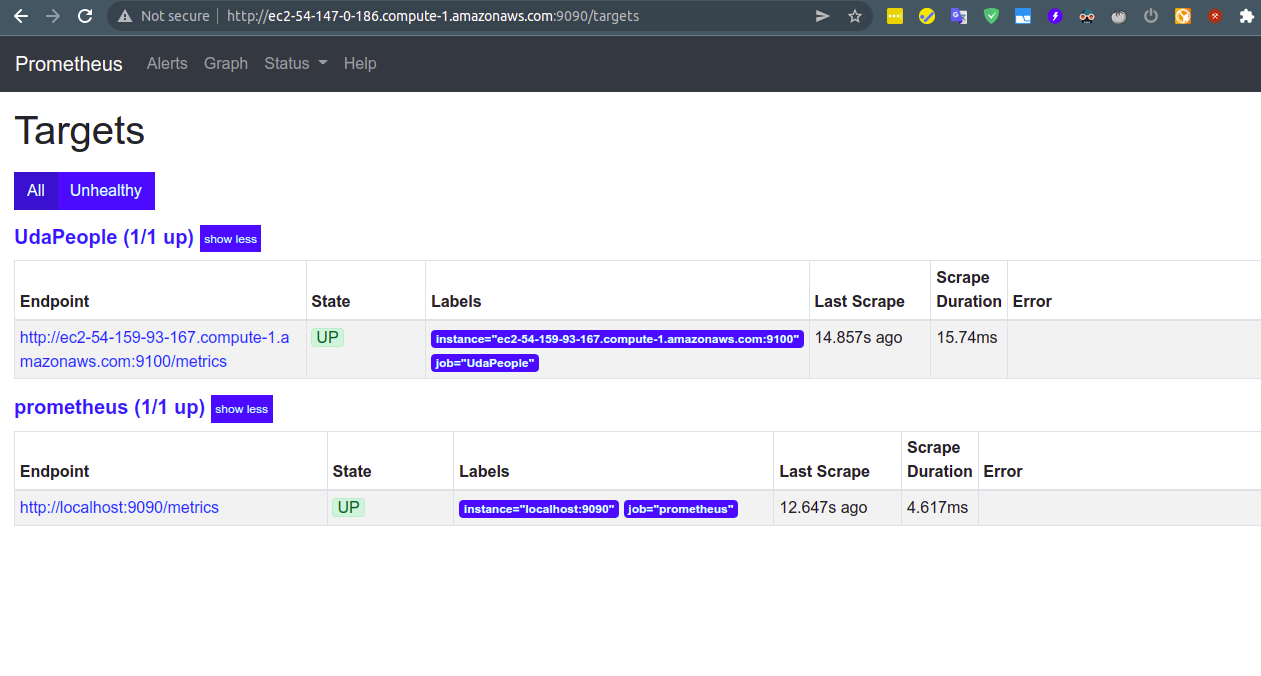 Not secure
http://ec2-54-147-0-186.compute-1.amazonaws.com:9090/targets
Prometheus Alerts Graph Status Help
Targets
All Unhealthy
UdaPeople (1/1 up) show less
Endpoint State Labels Last Scrape Scrape Duration Error
http://ec2-54-159-93-167.compute-1.a UP instance="ec2-54-159-93-167.compute-1.amazonaws.com:9100" 14.857s ago 15.74ms
mazonaws.com:9100/metrics job="UdaPeople"
prometheus (1/1 up) show less
Endpoint State Labels Last Scrape Scrape Duration Error
http://localhost:9090/metrics UP instance="localhost:9090" job="prometheus" 12.647s ago 4.617ms